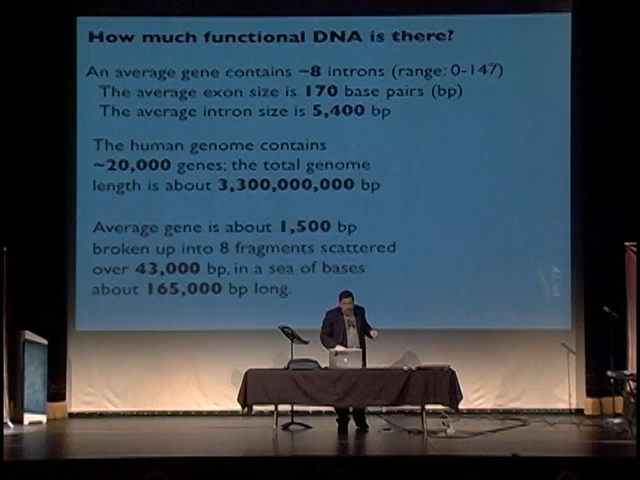 How much functional DNA is there?
An average gene contains ~8 introns (range: 0-147)
The average exon size is 170 base pairs (bp)
The average intron size is 5,400 bp
The human genome contains
~20,000 genes; the total genome
length is about 3,300,000,000 bp
Average gene is about 1,500 bp
broken up into 8 fragments scattered
over 43,000 bp, in a sea of bases
about 165,000 bp long.